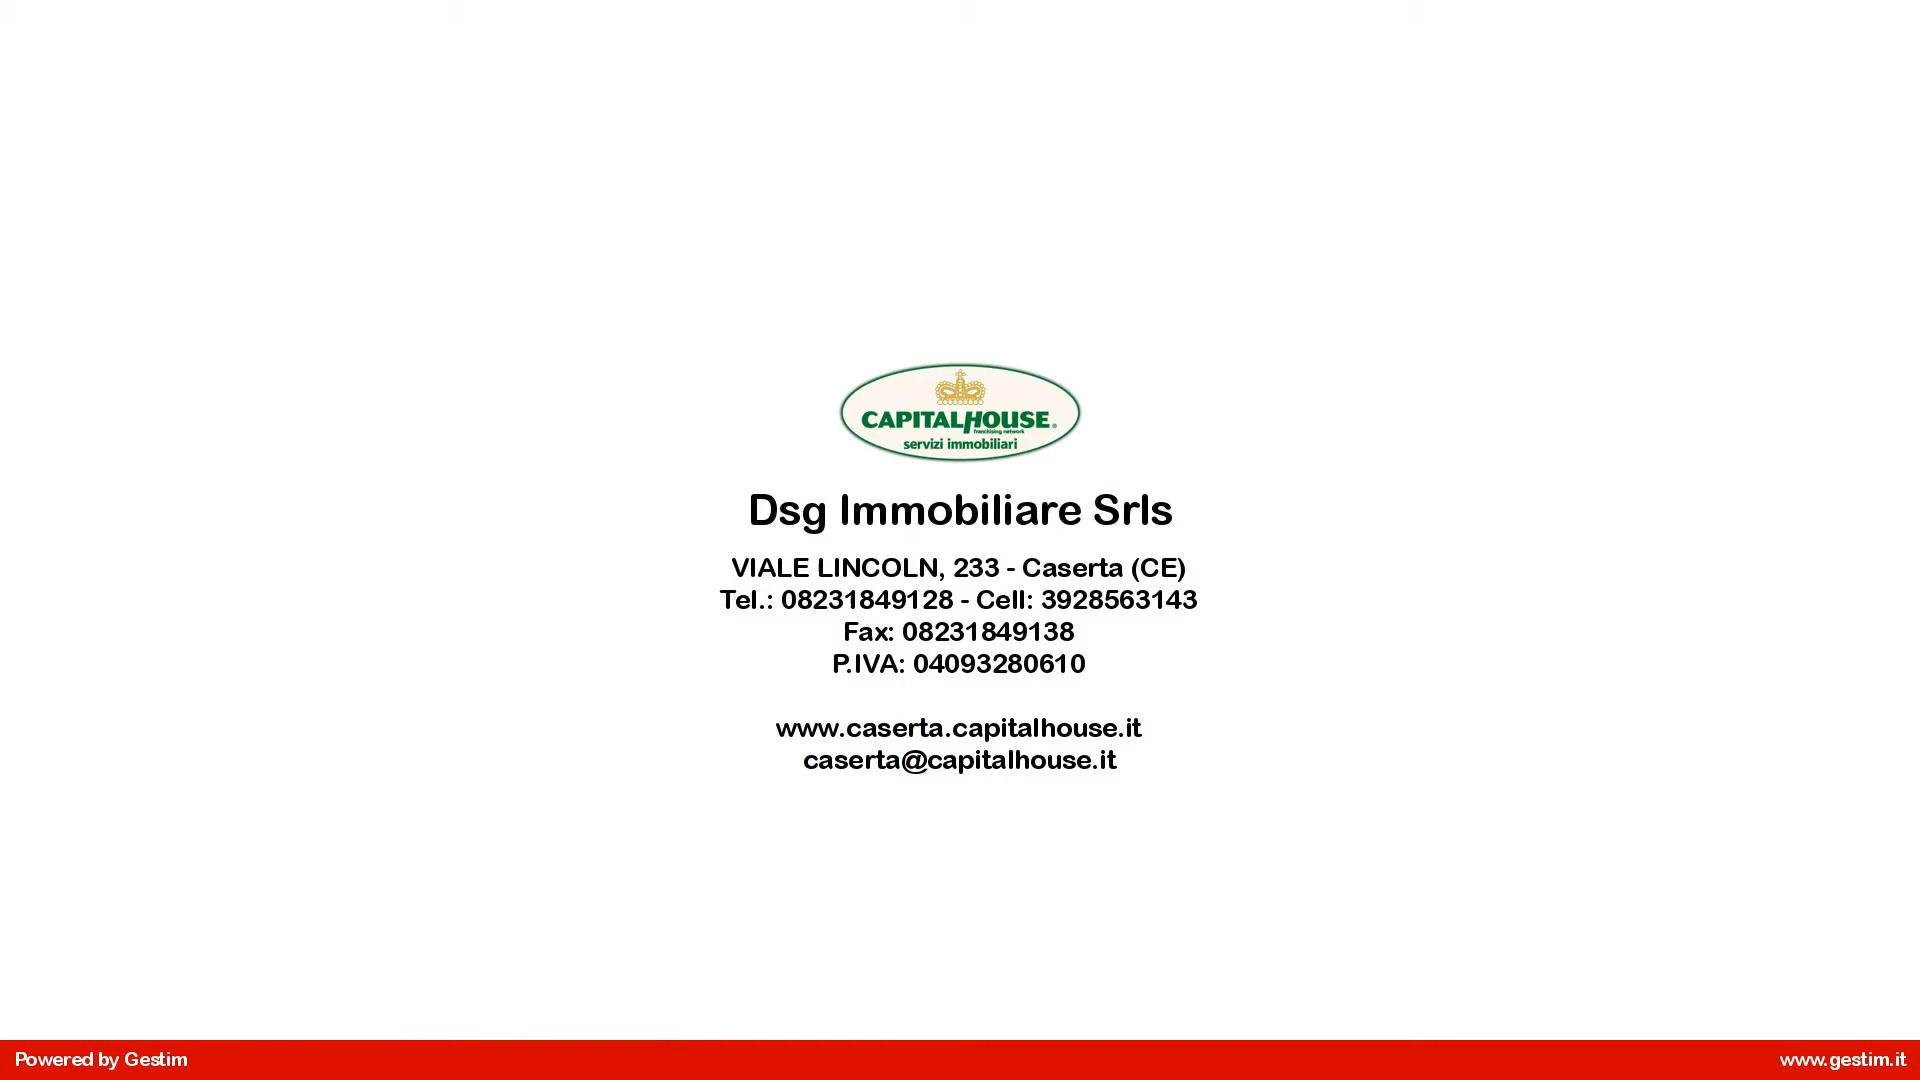 CAPITALHOUSE®
franchising network
servizi immobiliari
Dsg Immobiliare Srls
VIALE LINCOLN, 233 - Caserta (CE)
Tel.: 08231849128 - Cell: 3928563143
Fax: 08231849138
P.IVA: 04093280610
www.caserta.capitalhouse.it
caserta@capitalhouse.it
Powered by Gestim
www.gestim.it